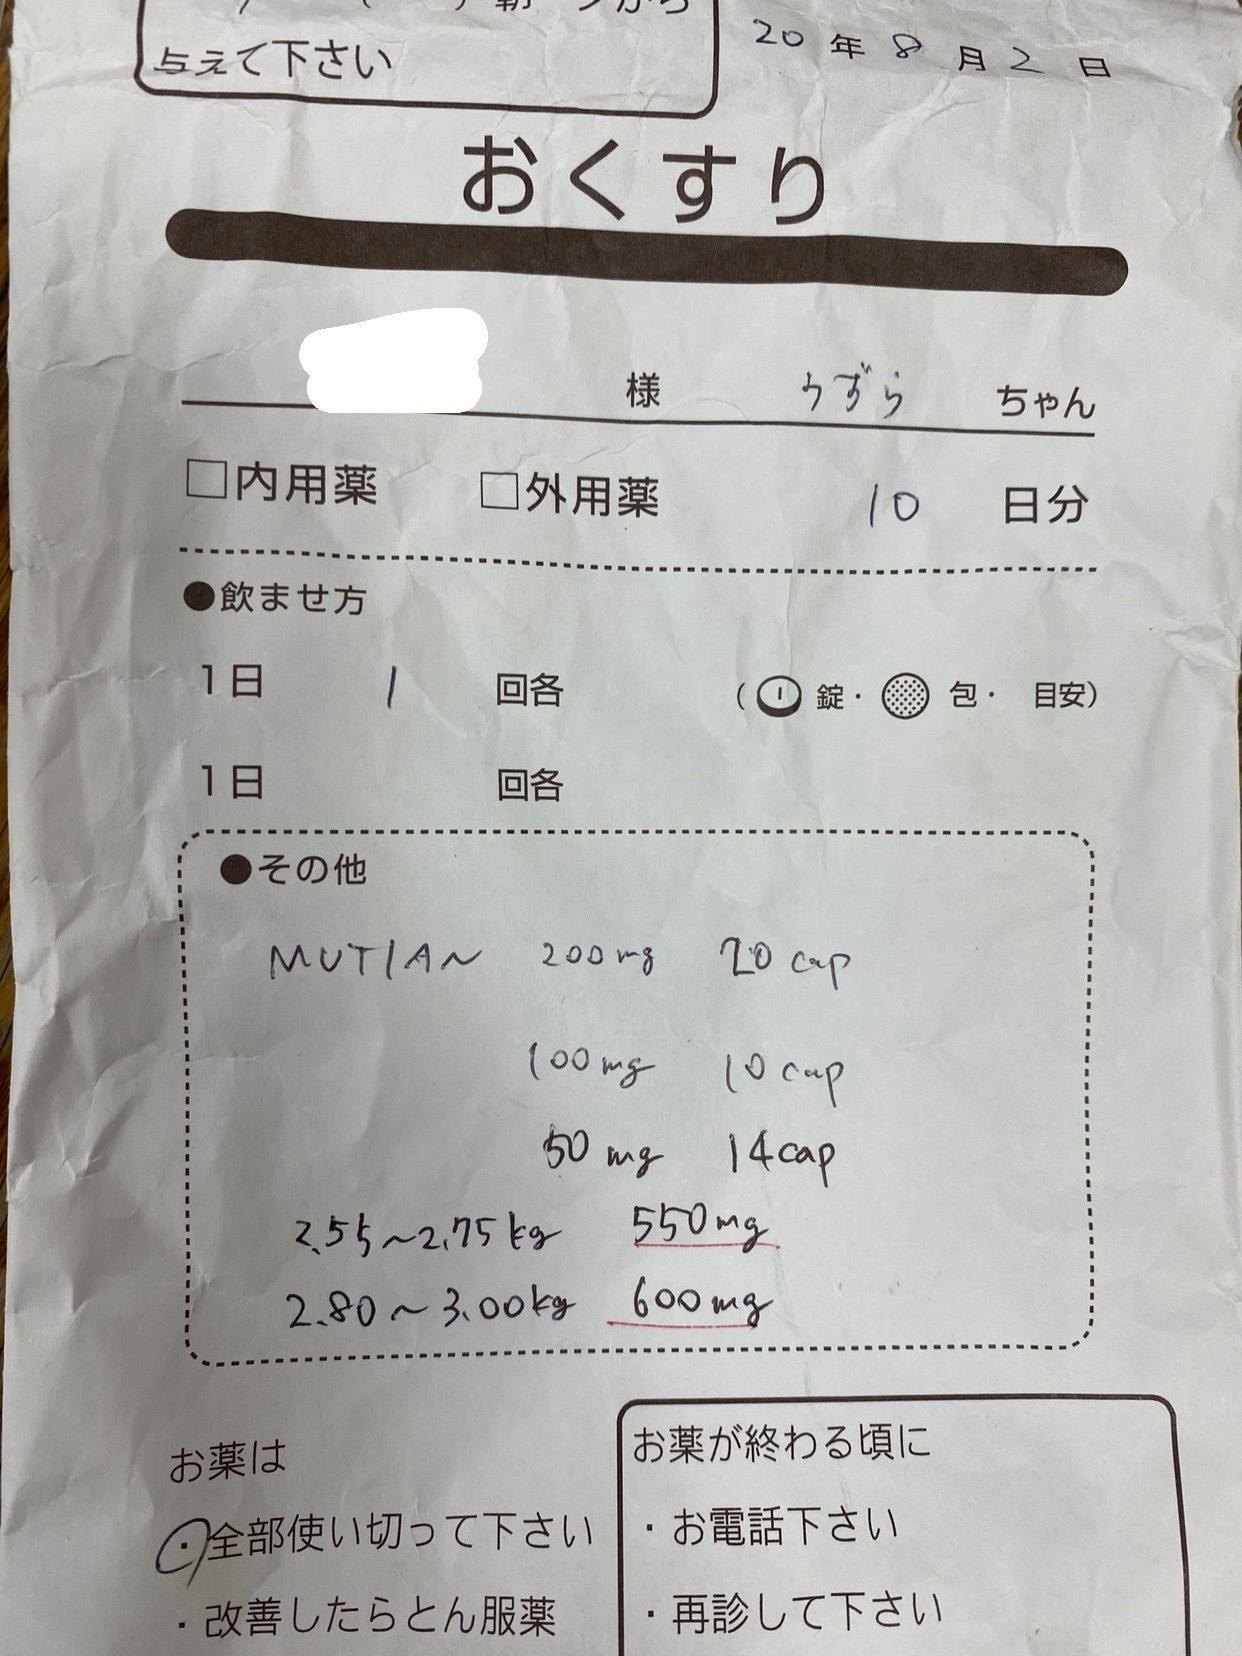 与えて下さい
20年8月2日
おくすり
様 うずら ちゃん
□内用薬 □外用薬 10 日分
●飲ませ方
1日 1 回各 (錠・包・ 目安)
1日 回各
●その他
MUTIAN 200mg 20cap
100mg 10cap
50mg 14cap
2.55～2.75kg 550mg
2.80～3.00kg 600mg
お薬は
・全部使い切って下さい
・改善したらとん服薬
お薬が終わる頃に
・お電話下さい
・再診して下さい